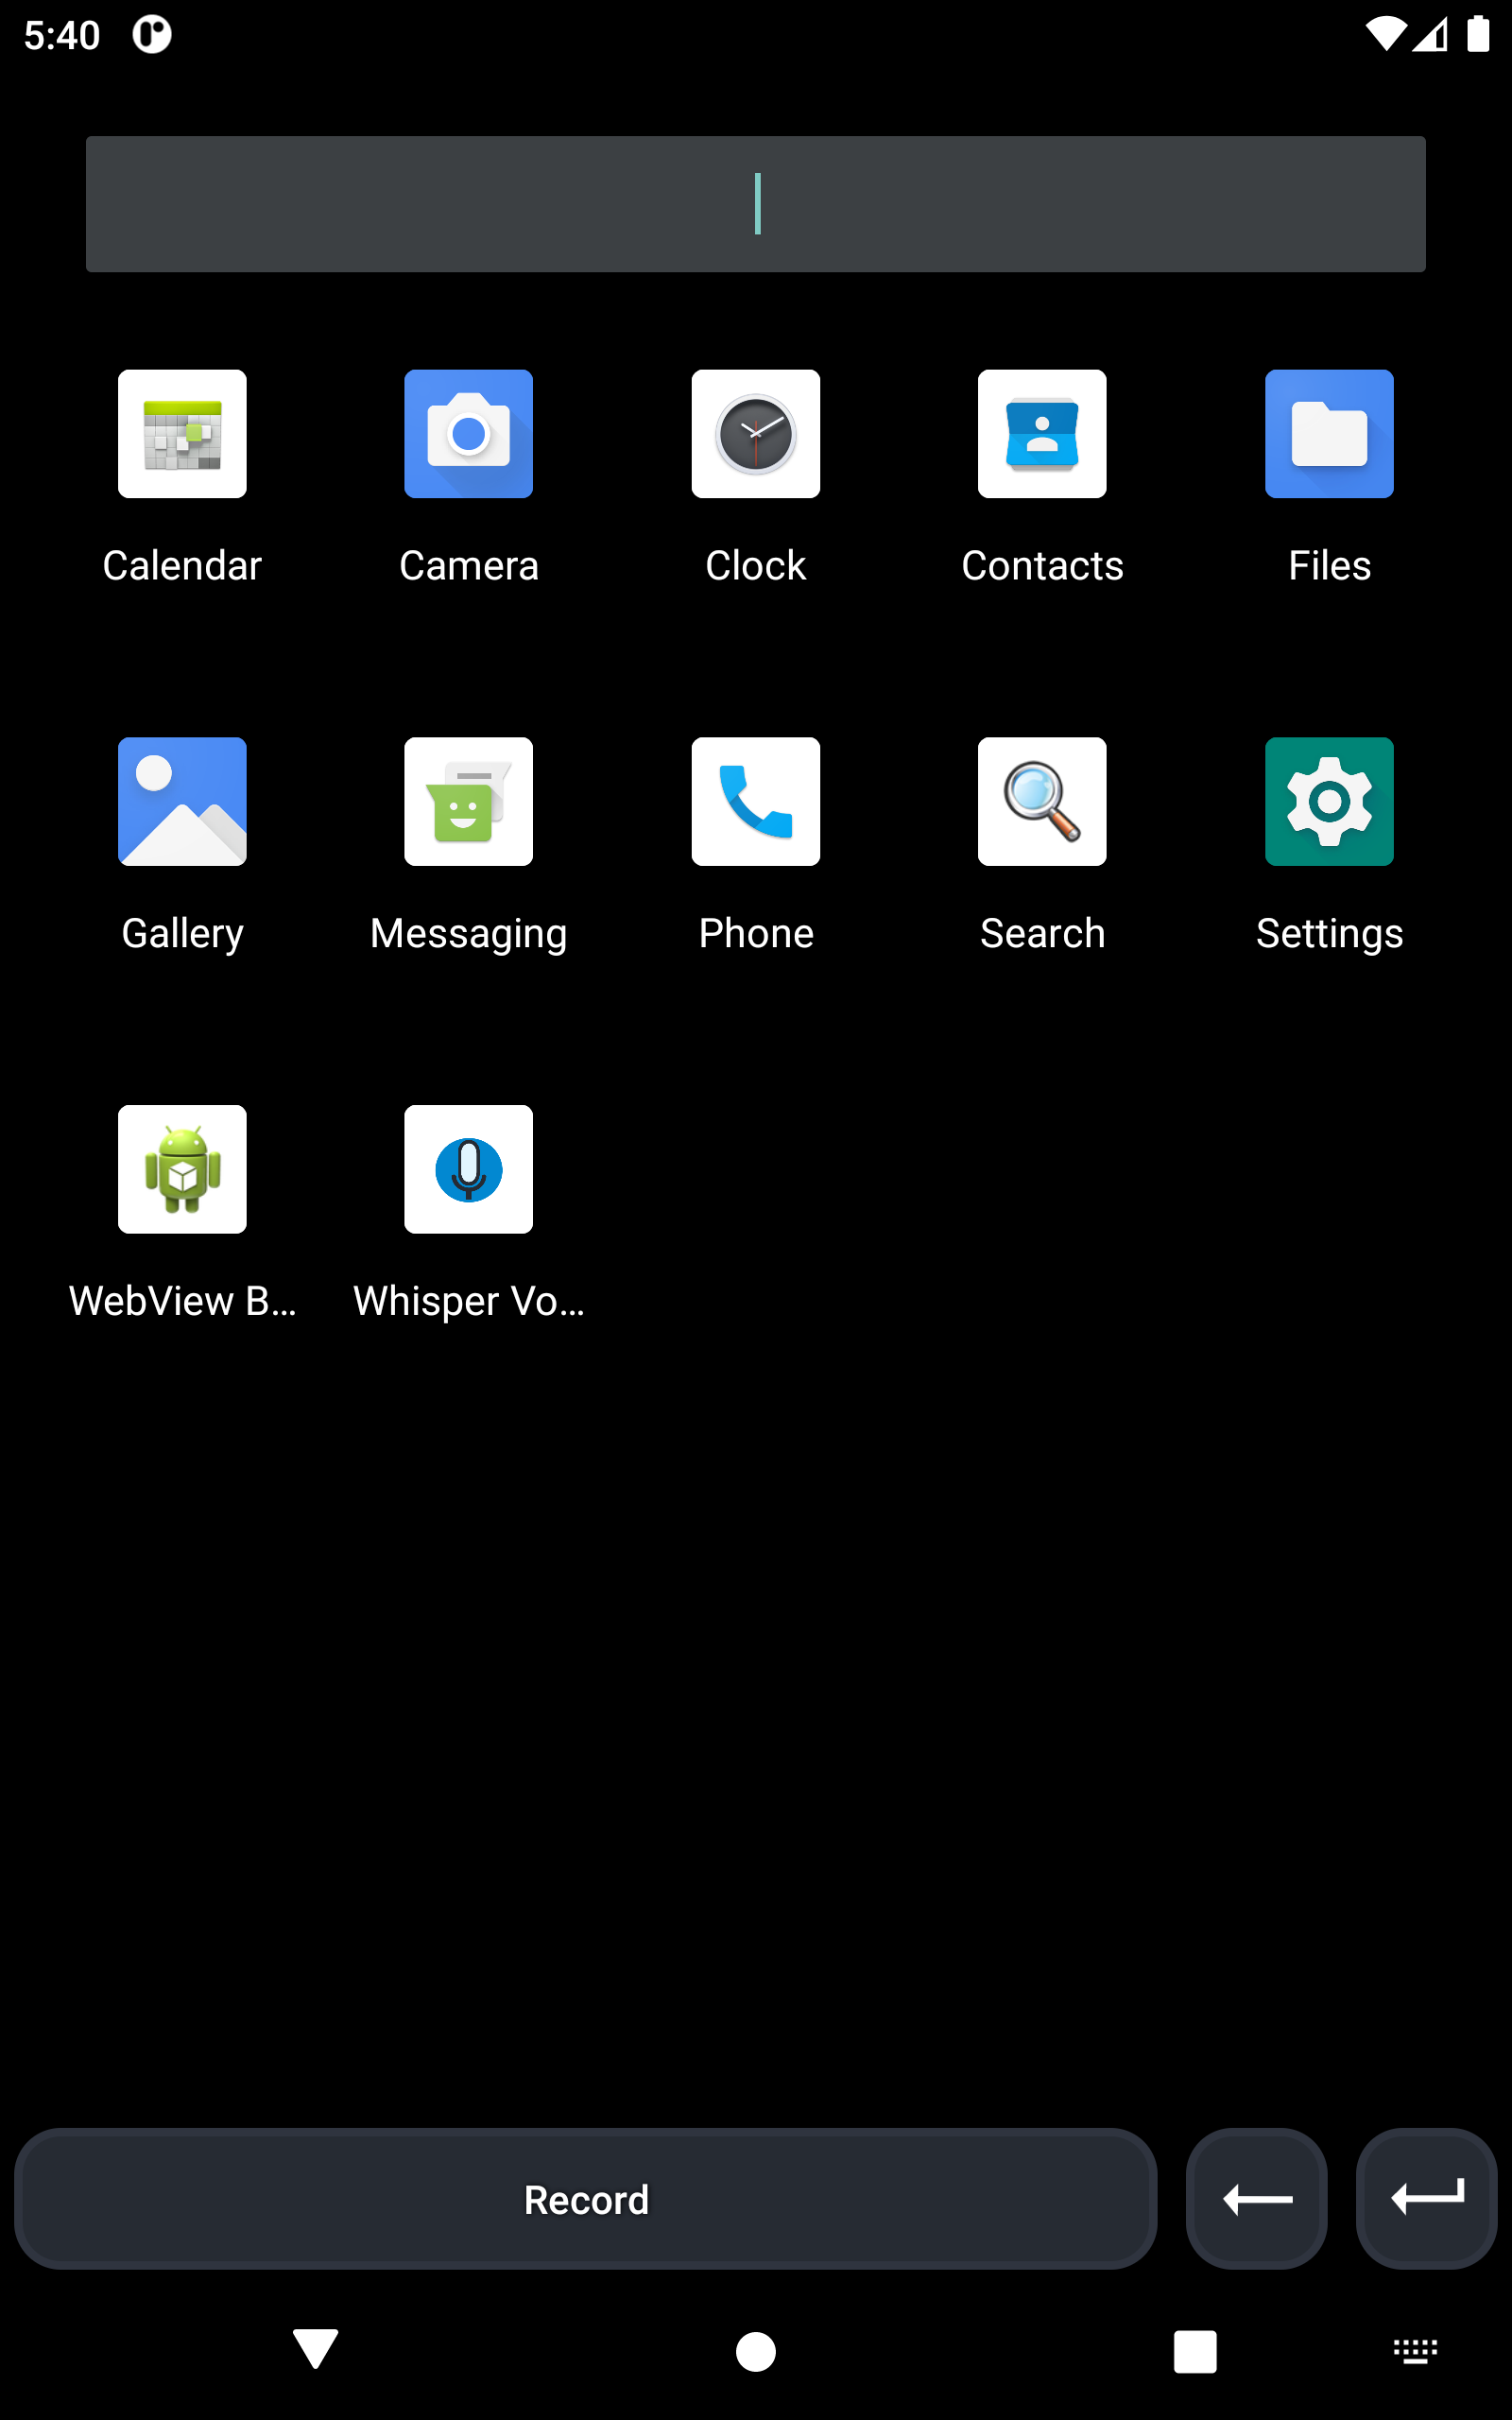 5:40
Calendar
Camera
Clock
Contacts
Files
Gallery
Messaging
Phone
Search
Settings
WebView B...
Whisper Vo...
Record